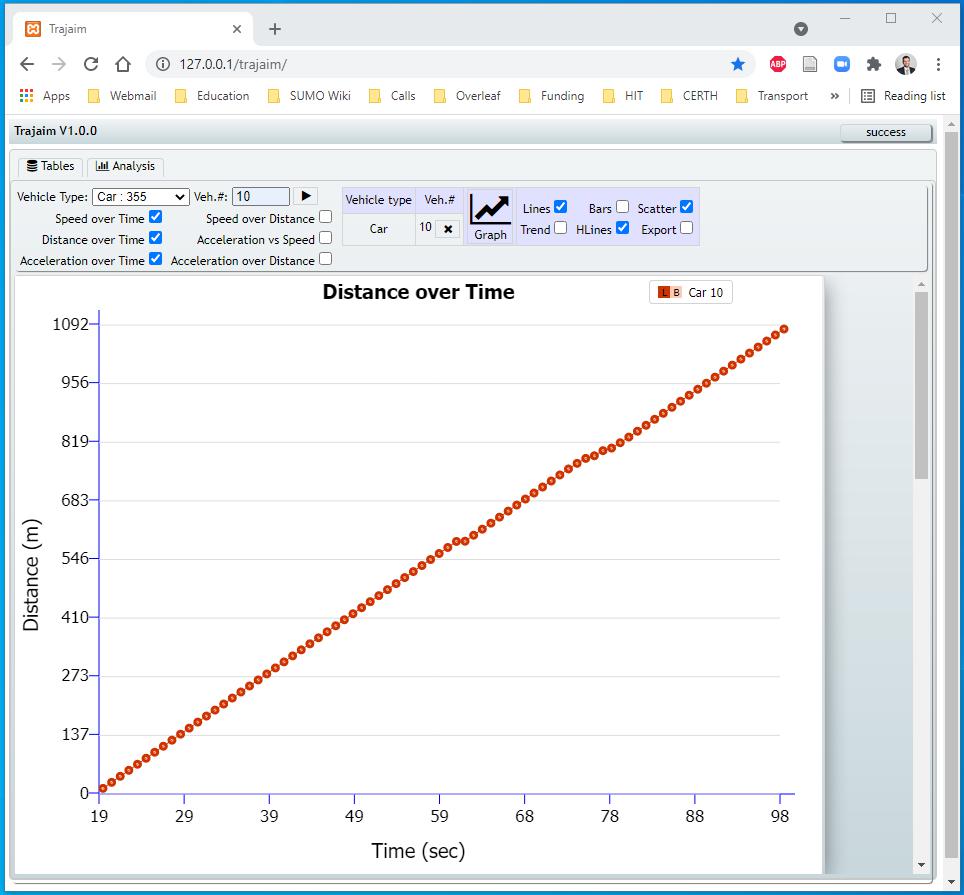 Trajaim
127.0.0.1/trajaim/
ABP
Apps Webmail Education SUMO Wiki Calls Overleaf Funding HIT CERTH Transport » Reading list
Trajaim V1.0.0 success
Tables Analysis
Vehicle Type: Car : 355 Veh.#: 10
Speed over Time Speed over Distance
Distance over Time Acceleration vs Speed
Acceleration over Time Acceleration over Distance
Vehicle type Veh.#
Car 10
Graph
Lines Bars Scatter
Trend HLines Export
Distance over Time
L B Car 10
1092
956
819
683
546
410
273
137
0
Distance (m)
19 29 39 49 59 68 78 88 98
Time (sec)